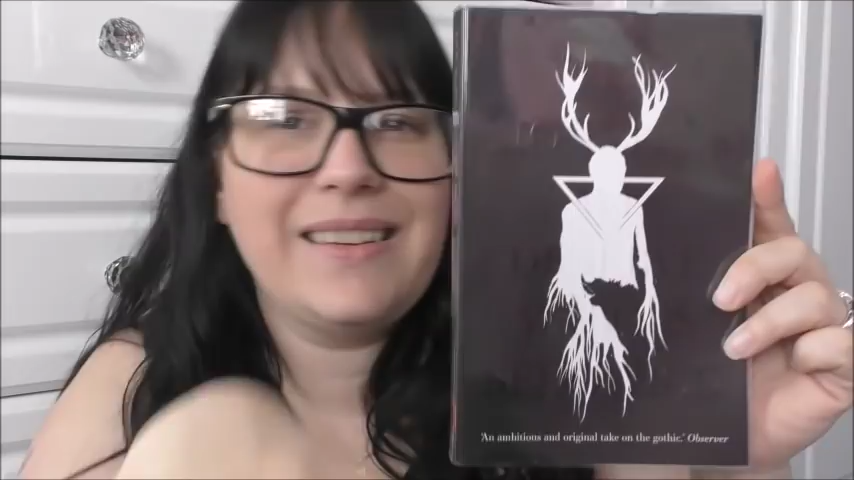 'An ambitious and original take on the gothic.' Observer